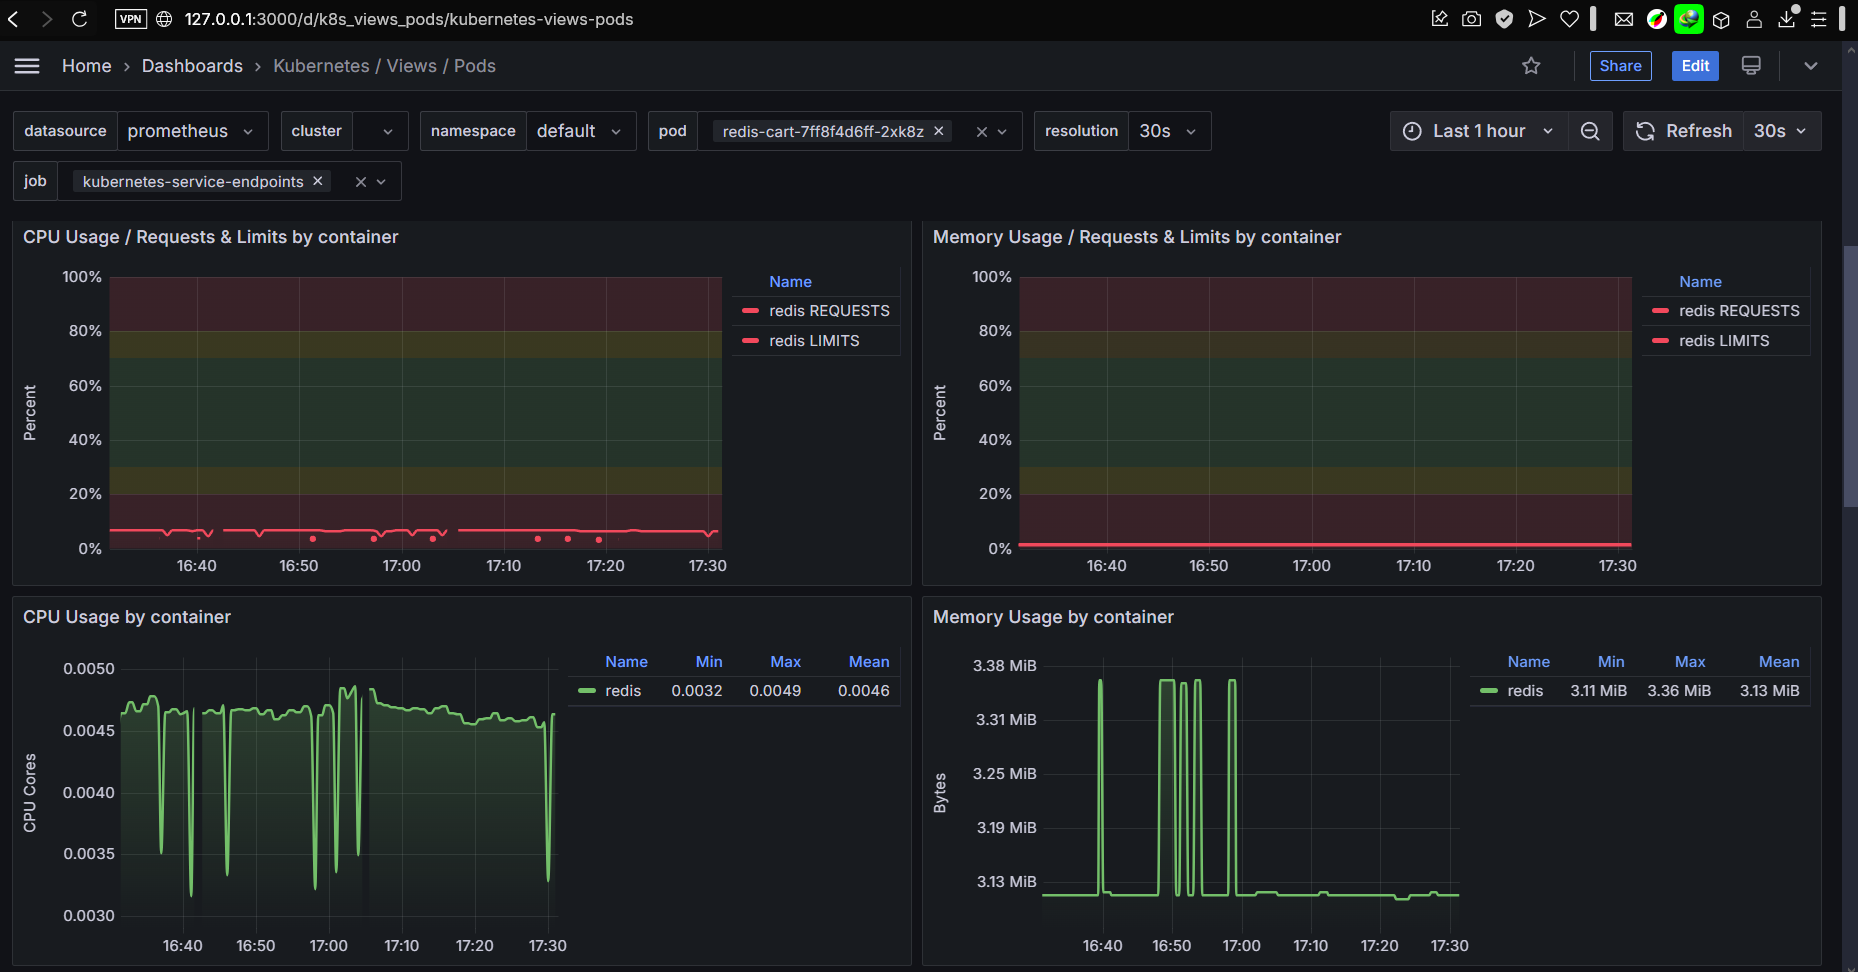 VPN 127.0.0.1:3000/d/k8s_views_pods/kubernetes-views-pods
Home › Dashboards › Kubernetes / Views / Pods Share Edit
datasource prometheus cluster namespace default pod redis-cart-7ff8f4d6ff-2xk8z resolution 30s Last 1 hour Refresh 30s
job kubernetes-service-endpoints
CPU Usage / Requests & Limits by container
Percent
100%
80%
60%
40%
20%
0%
16:40 16:50 17:00 17:10 17:20 17:30
Name
redis REQUESTS
redis LIMITS
Memory Usage / Requests & Limits by container
Percent
100%
80%
60%
40%
20%
0%
16:40 16:50 17:00 17:10 17:20 17:30
Name
redis REQUESTS
redis LIMITS
CPU Usage by container
CPU Cores
0.0050
0.0045
0.0040
0.0035
0.0030
16:40 16:50 17:00 17:10 17:20 17:30
Name Min Max Mean
redis 0.0032 0.0049 0.0046
Memory Usage by container
Bytes
3.38 MiB
3.31 MiB
3.25 MiB
3.19 MiB
3.13 MiB
16:40 16:50 17:00 17:10 17:20 17:30
Name Min Max Mean
redis 3.11 MiB 3.36 MiB 3.13 MiB